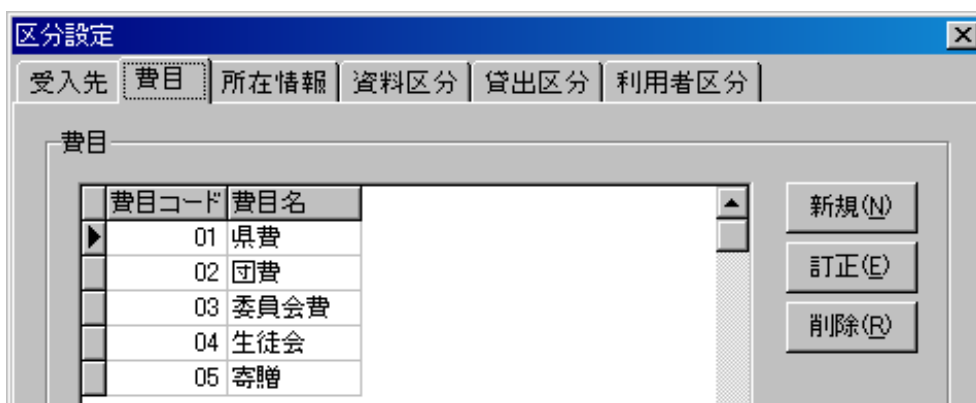 区分設定
受入先 費目 所在情報 資料区分 貸出区分 利用者区分
費目
費目コード 費目名
01 県費
02 団費
03 委員会費
04 生徒会
05 寄贈
新規(N)
訂正(E)
削除(R)